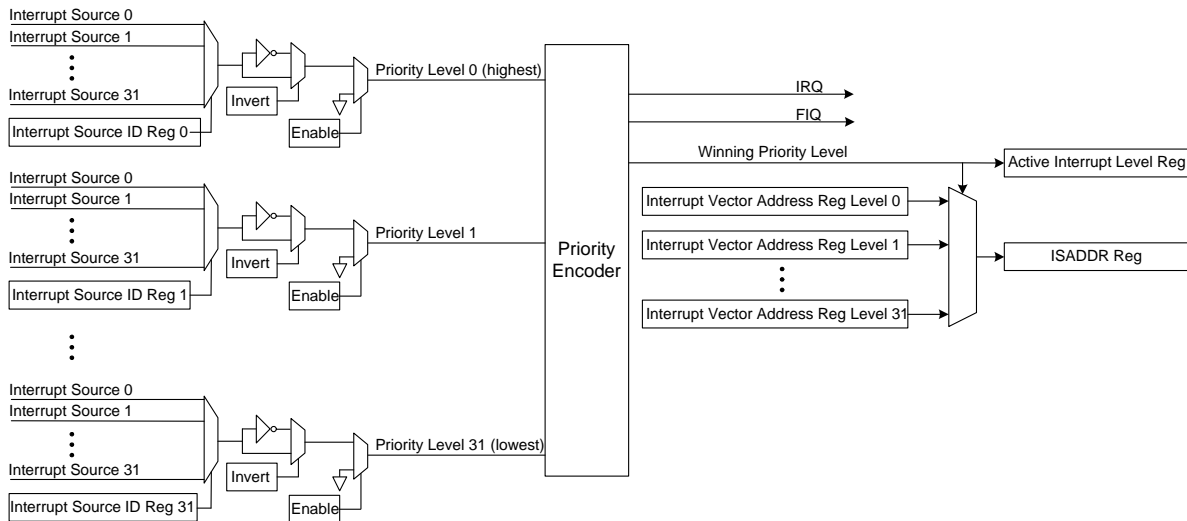 Interrupt Source 0
Interrupt Source 1
Interrupt Source 31
Interrupt Source ID Reg 0
Invert
Enable
Priority Level 0 (highest)
Interrupt Source 0
Interrupt Source 1
Interrupt Source 31
Interrupt Source ID Reg 1
Invert
Enable
Priority Level 1
Interrupt Source 0
Interrupt Source 1
Interrupt Source 31
Interrupt Source ID Reg 31
Invert
Enable
Priority Level 31 (lowest)
Priority
Encoder
IRQ
FIQ
Winning Priority Level
Active Interrupt Level Reg
Interrupt Vector Address Reg Level 0
Interrupt Vector Address Reg Level 1
Interrupt Vector Address Reg Level 31
ISADDR Reg